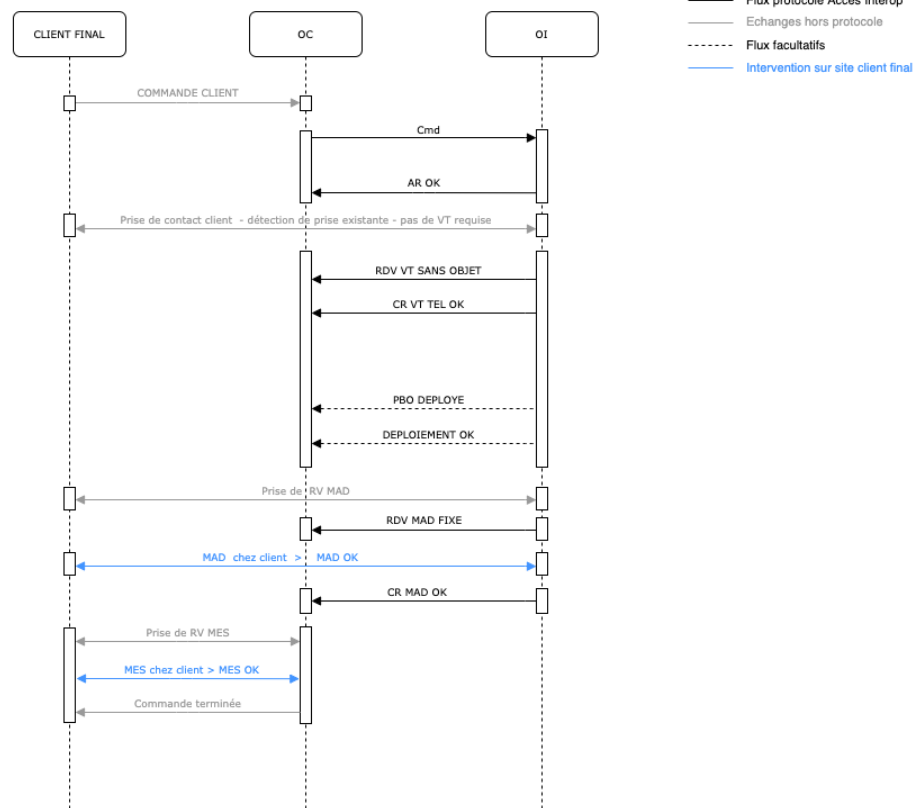 Flux protocole Accès Interop
CLIENT FINAL
OC
OI
Echanges hors protocole
Flux facultatifs
Intervention sur site client final
COMMANDE CLIENT
Cmd
AR OK
Prise de contact client - détection de prise existante - pas de VT requise
RDV VT SANS OBJET
CR VT TEL OK
PBO DEPLOYE
DEPLOIEMENT OK
Prise de RV MAD
RDV MAD FIXE
MAD chez client > MAD OK
CR MAD OK
Prise de RV MES
MES chez client > MES OK
Commande terminée